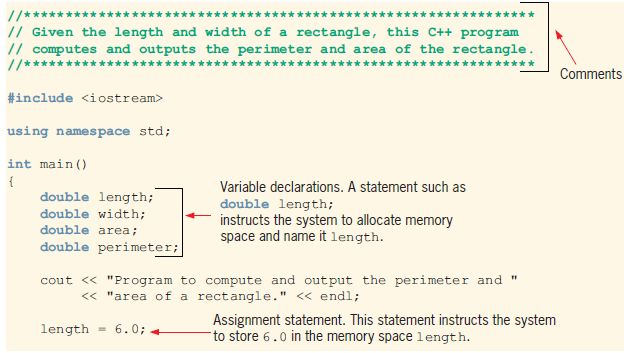 //************************************************************
// Given the length and width of a rectangle, this C++ program
// computes and outputs the perimeter and area of the rectangle.
//************************************************************
Comments
#include <iostream>
using namespace std;
int main()
{
double length;
double width;
double area;
double perimeter;
Variable declarations. A statement such as
double length;
instructs the system to allocate memory
space and name it length.
cout << "Program to compute and output the perimeter and "
<< "area of a rectangle." << endl;
length = 6.0;
Assignment statement. This statement instructs the system
to store 6.0 in the memory space length.